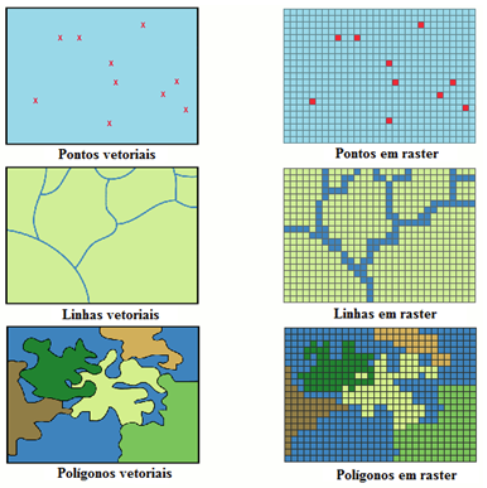 Pontos vetoriais
Pontos em raster
Linhas vetoriais
Linhas em raster
Polígonos vetoriais
Polígonos em raster